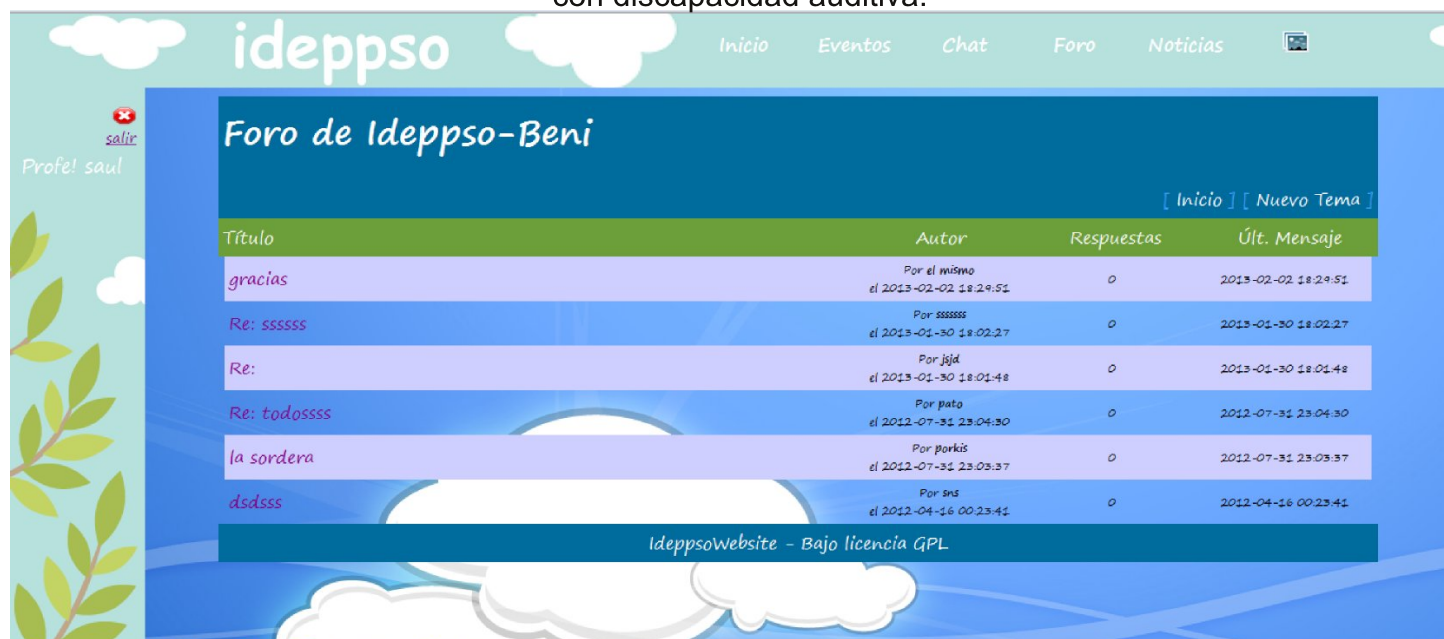 con discapacidad auditiva.
ideppso
Inicio Eventos Chat Foro Noticias
salir
Profe! saul
Foro de Ideppso-Beni
[ Inicio ] [ Nuevo Tema ]
Título Autor Respuestas Últ. Mensaje
gracias Por el mismo el 2013-02-02 18:29:51 0 2013-02-02 18:29:51
Re: ssssss Por sssssss el 2013-01-30 18:02:27 0 2013-01-30 18:02:27
Re: Por jsjd el 2013-01-30 18:01:48 0 2013-01-30 18:01:48
Re: todossss Por pato el 2012-07-31 23:04:30 0 2012-07-31 23:04:30
la sordera Por porkis el 2012-07-31 23:03:37 0 2012-07-31 23:03:37
dsdsss Por sns el 2012-04-16 00:23:41 0 2012-04-16 00:23:41
IdeppsoWebsite - Bajo licencia GPL